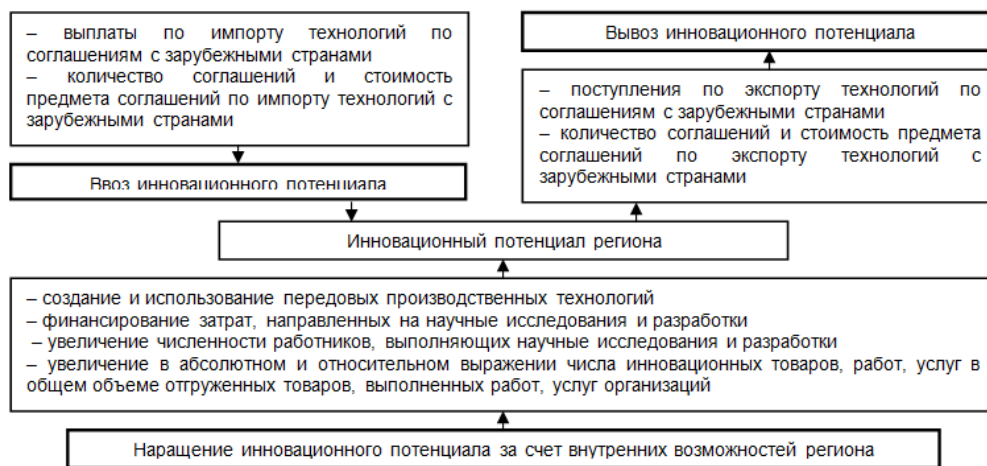 – выплаты по импорту технологий по
соглашениям с зарубежными странами
– количество соглашений и стоимость
предмета соглашений по импорту технологий с
зарубежными странами
Ввоз инновационного потенциала
Вывоз инновационного потенциала
– поступления по экспорту технологий по
соглашениям с зарубежными странами
– количество соглашений и стоимость предмета
соглашений по экспорту технологий с
зарубежными странами
Инновационный потенциал региона
– создание и использование передовых производственных технологий
– финансирование затрат, направленных на научные исследования и разработки
– увеличение численности работников, выполняющих научные исследования и разработки
– увеличение в абсолютном и относительном выражении числа инновационных товаров, работ, услуг в
общем объеме отгруженных товаров, выполненных работ, услуг организаций
Наращение инновационного потенциала за счет внутренних возможностей региона